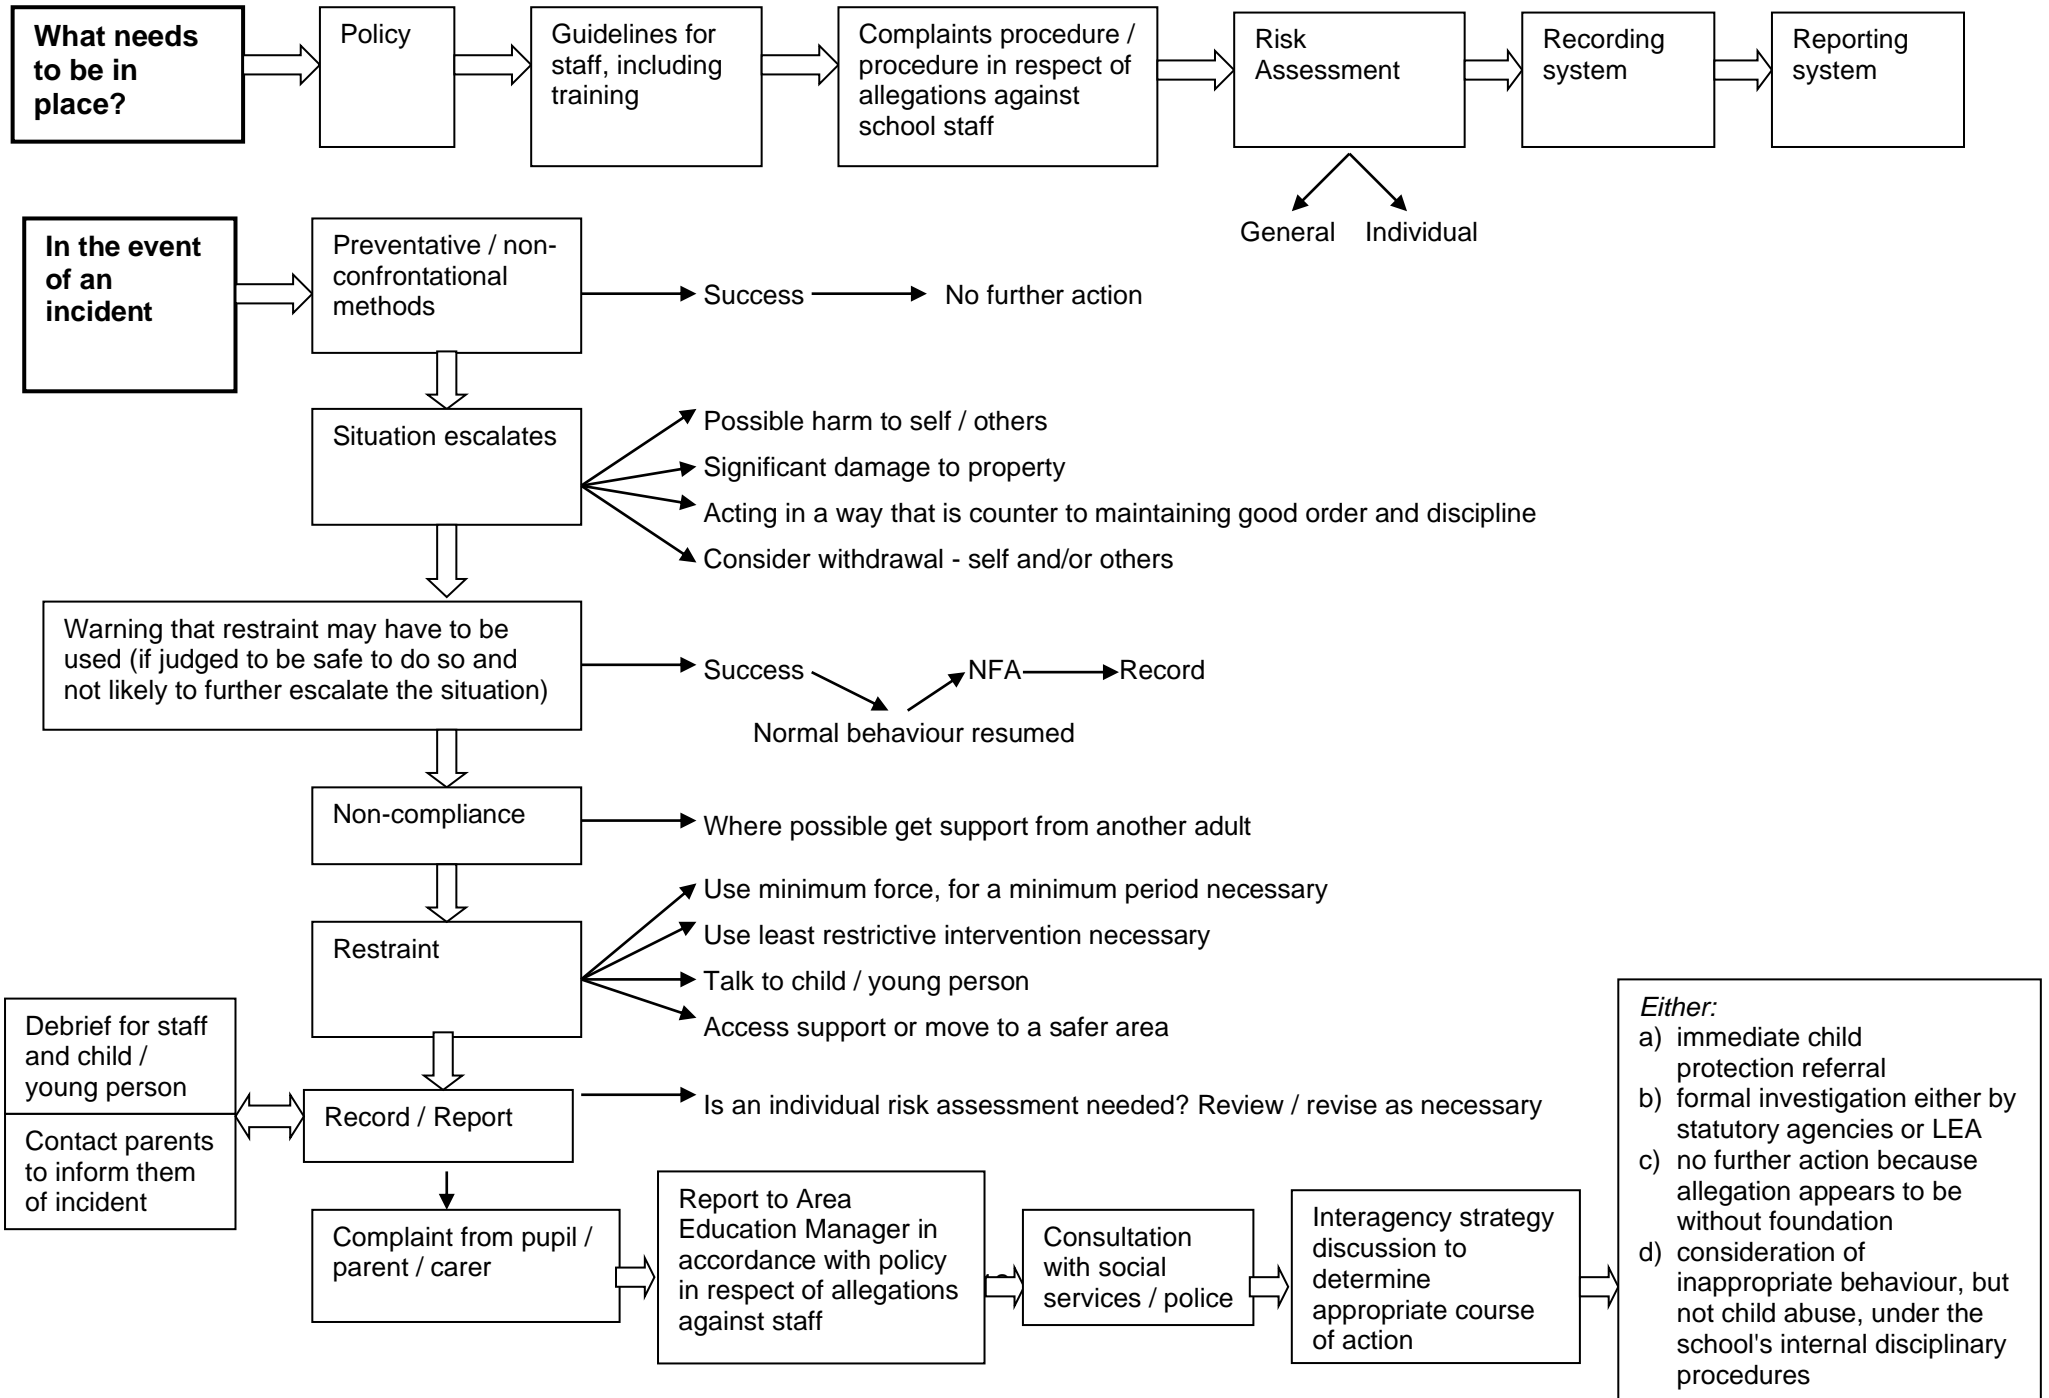 What needs
to be in
place?
Policy
Guidelines for
staff, including
training
Complaints procedure /
procedure in respect of
allegations against
school staff
Risk
Assessment
Recording
system
Reporting
system
General
Individual
In the event
of an
incident
Preventative / non-
confrontational
methods
Success
No further action
Situation escalates
Possible harm to self / others
Significant damage to property
Acting in a way that is counter to maintaining good order and discipline
Consider withdrawal - self and/or others
Warning that restraint may have to be
used (if judged to be safe to do so and
not likely to further escalate the situation)
Success
NFA
Record
Normal behaviour resumed
Non-compliance
Where possible get support from another adult
Restraint
Use minimum force, for a minimum period necessary
Use least restrictive intervention necessary
Talk to child / young person
Access support or move to a safer area
Debrief for staff
and child /
young person
Contact parents
to inform them
of incident
Record / Report
Is an individual risk assessment needed? Review / revise as necessary
Complaint from pupil /
parent / carer
Report to Area
Education Manager in
accordance with policy
in respect of allegations
against staff
Consultation
with social
services / police
Interagency strategy
discussion to
determine
appropriate course
of action
Either:
a) immediate child
protection referral
b) formal investigation either by
statutory agencies or LEA
c) no further action because
allegation appears to be
without foundation
d) consideration of
inappropriate behaviour, but
not child abuse, under the
school's internal disciplinary
procedures